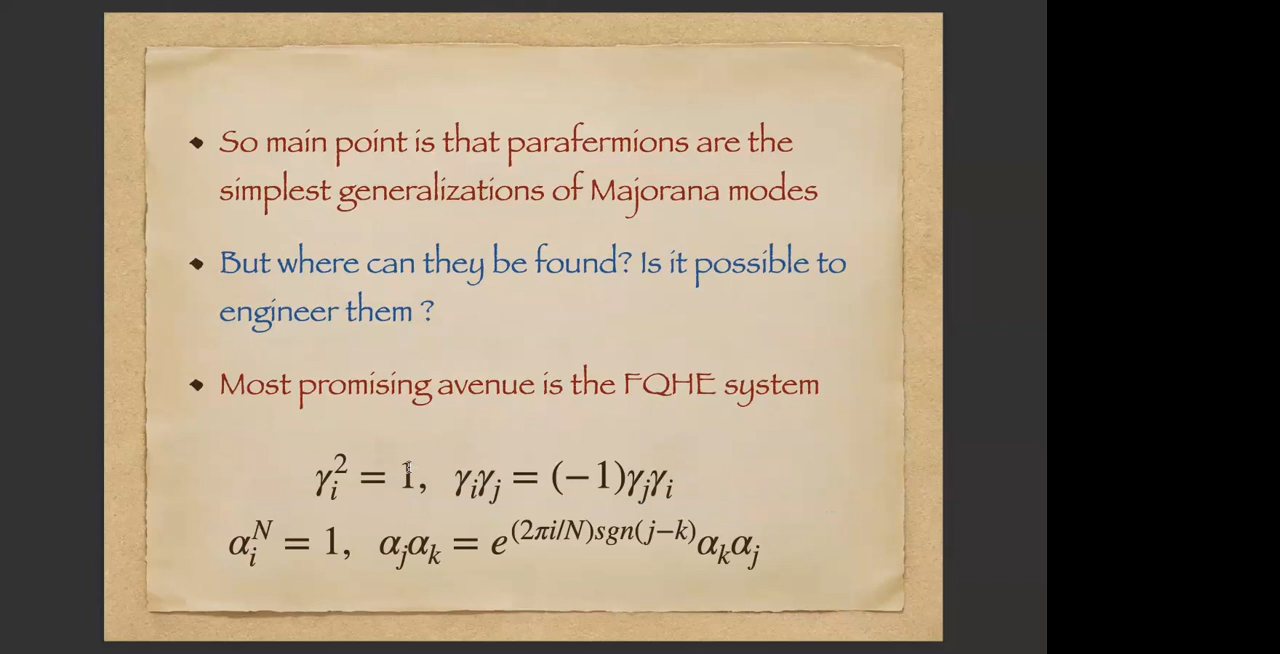 So main point is that parafermions are the
simplest generalizations of Majorana modes
But where can they be found? Is it possible to
engineer them ?
Most promising avenue is the FQHE system
γ_i^2 = 1, γ_iγ_j = (−1)γ_jγ_i
α_i^N = 1, α_jα_k = e^{(2πi/N)sgn(j−k)}α_kα_j